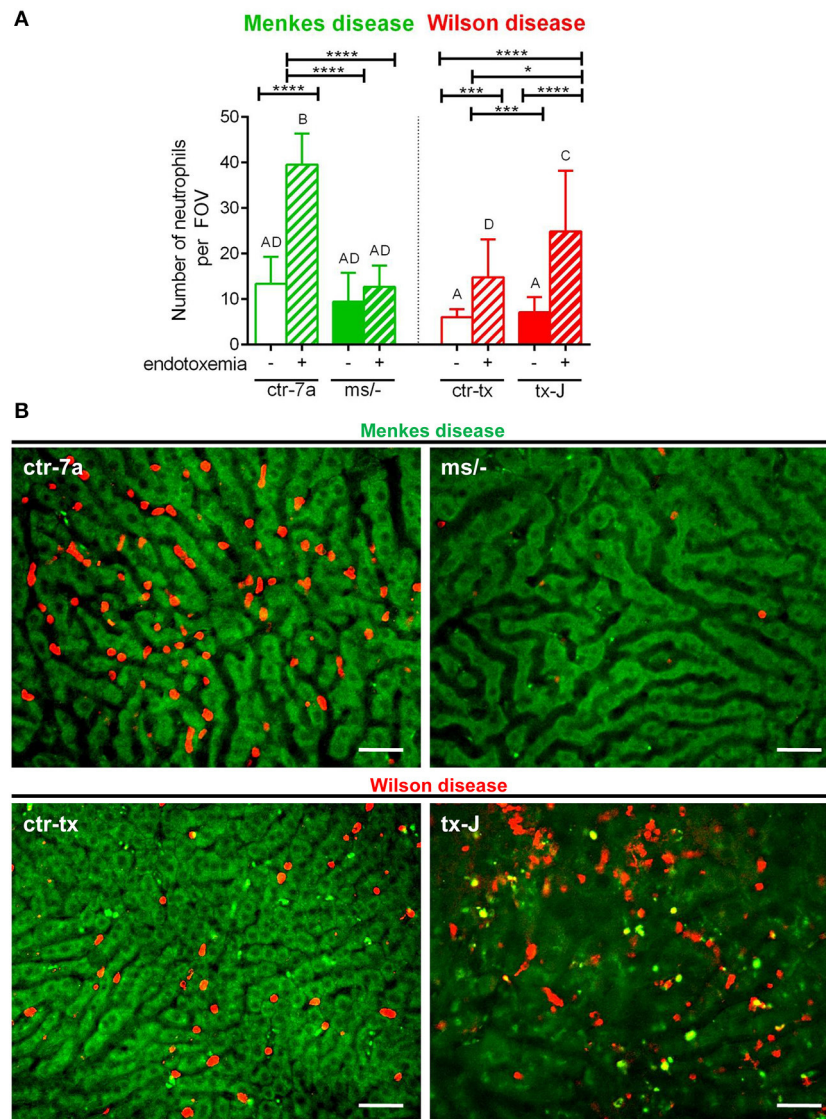 A
Menkes disease Wilson disease
**** ****
**** *
**** *** ****
***
Number of neutrophils
per FOV
50
40
30
20
10
0
AD B AD AD A D A C
endotoxemia - + - + - + - +
ctr-7a ms/- ctr-tx tx-J
B
Menkes disease
ctr-7a ms/-
Wilson disease
ctr-tx tx-J